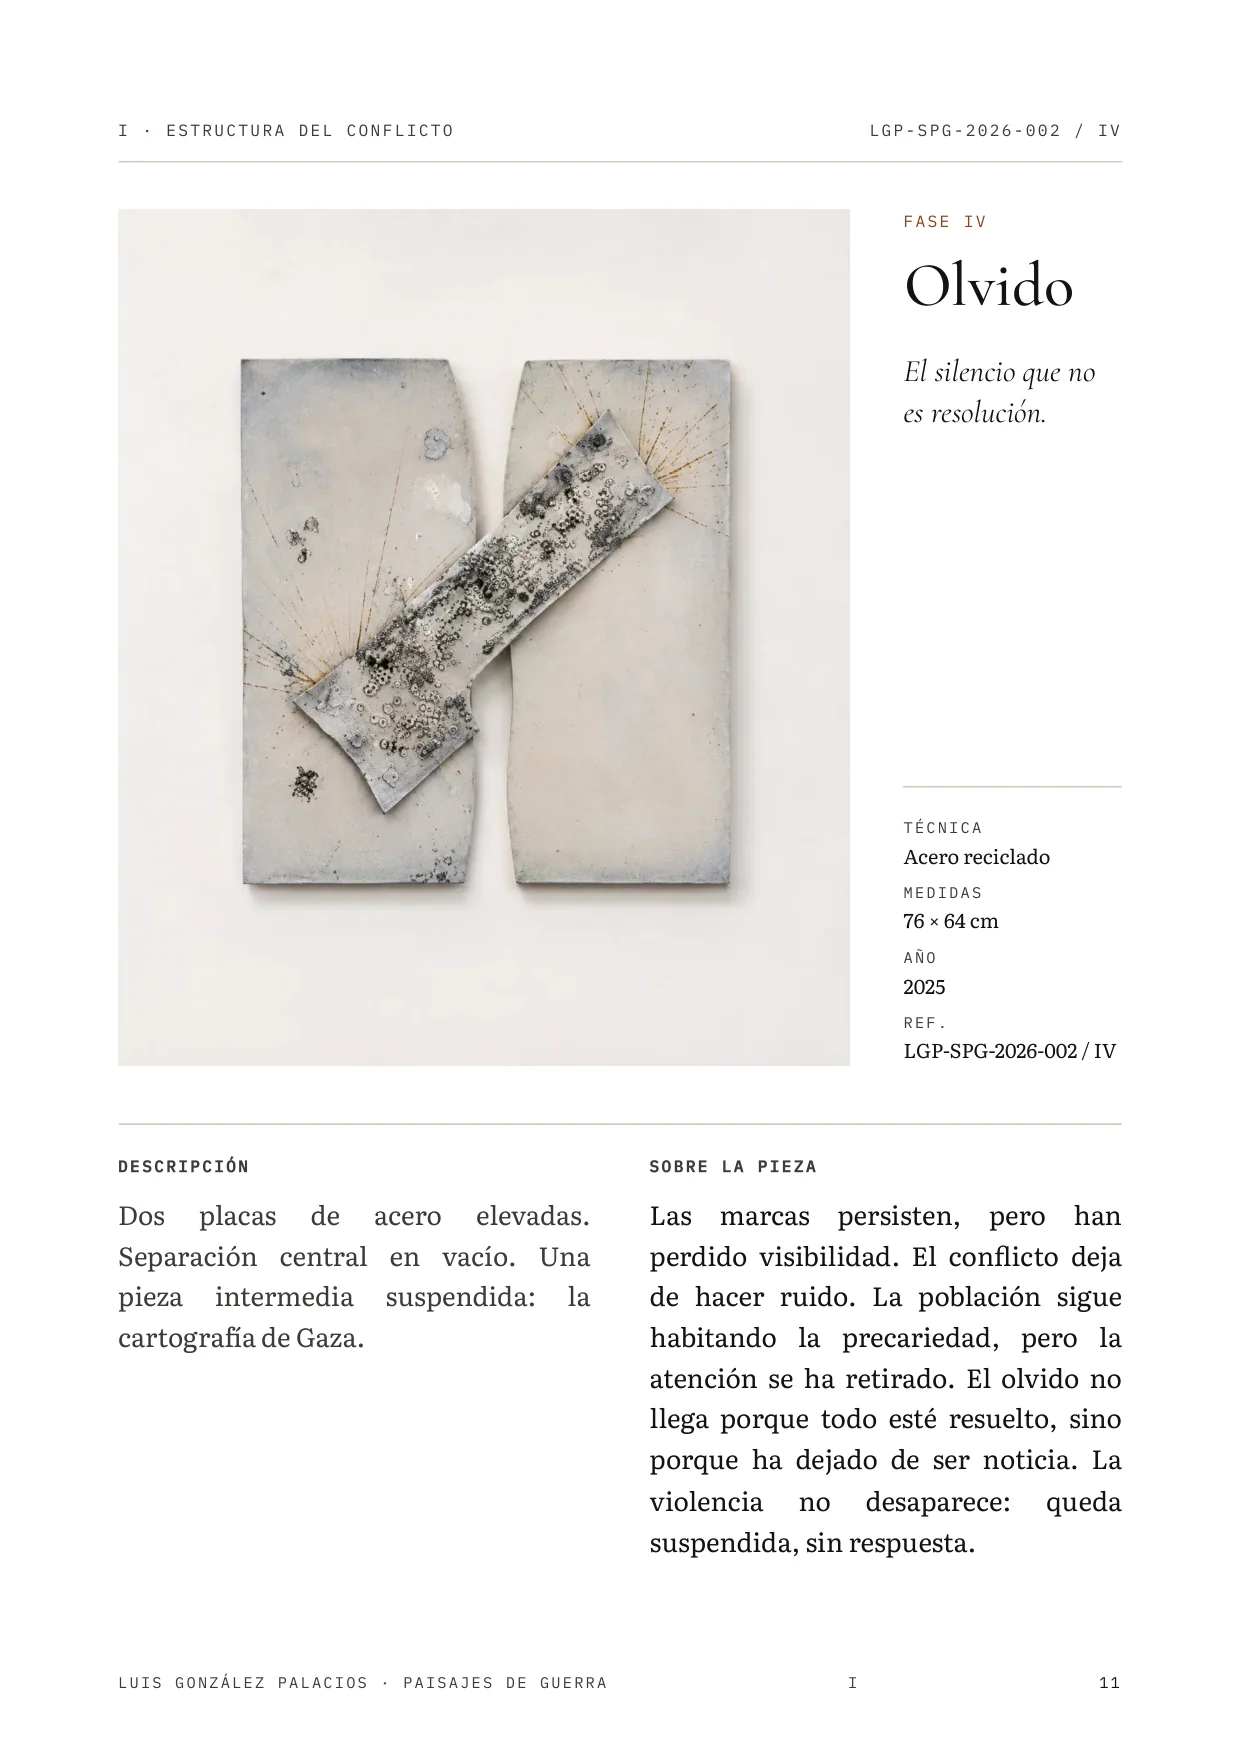 I · ESTRUCTURA DEL CONFLICTO
LGP-SPG-2026-002 / IV
FASE IV
Olvido
El silencio que no
es resolución.
TÉCNICA
Acero reciclado
MEDIDAS
76 × 64 cm
AÑO
2025
REF.
LGP-SPG-2026-002 / IV
DESCRIPCIÓN
Dos placas de acero elevadas.
Separación central en vacío. Una
pieza intermedia suspendida: la
cartografía de Gaza.
SOBRE LA PIEZA
Las marcas persisten, pero han
perdido visibilidad. El conflicto deja
de hacer ruido. La población sigue
habitando la precariedad, pero la
atención se ha retirado. El olvido no
llega porque todo esté resuelto, sino
porque ha dejado de ser noticia. La
violencia no desaparece: queda
suspendida, sin respuesta.
LUIS GONZÁLEZ PALACIOS · PAISAJES DE GUERRA
I
11